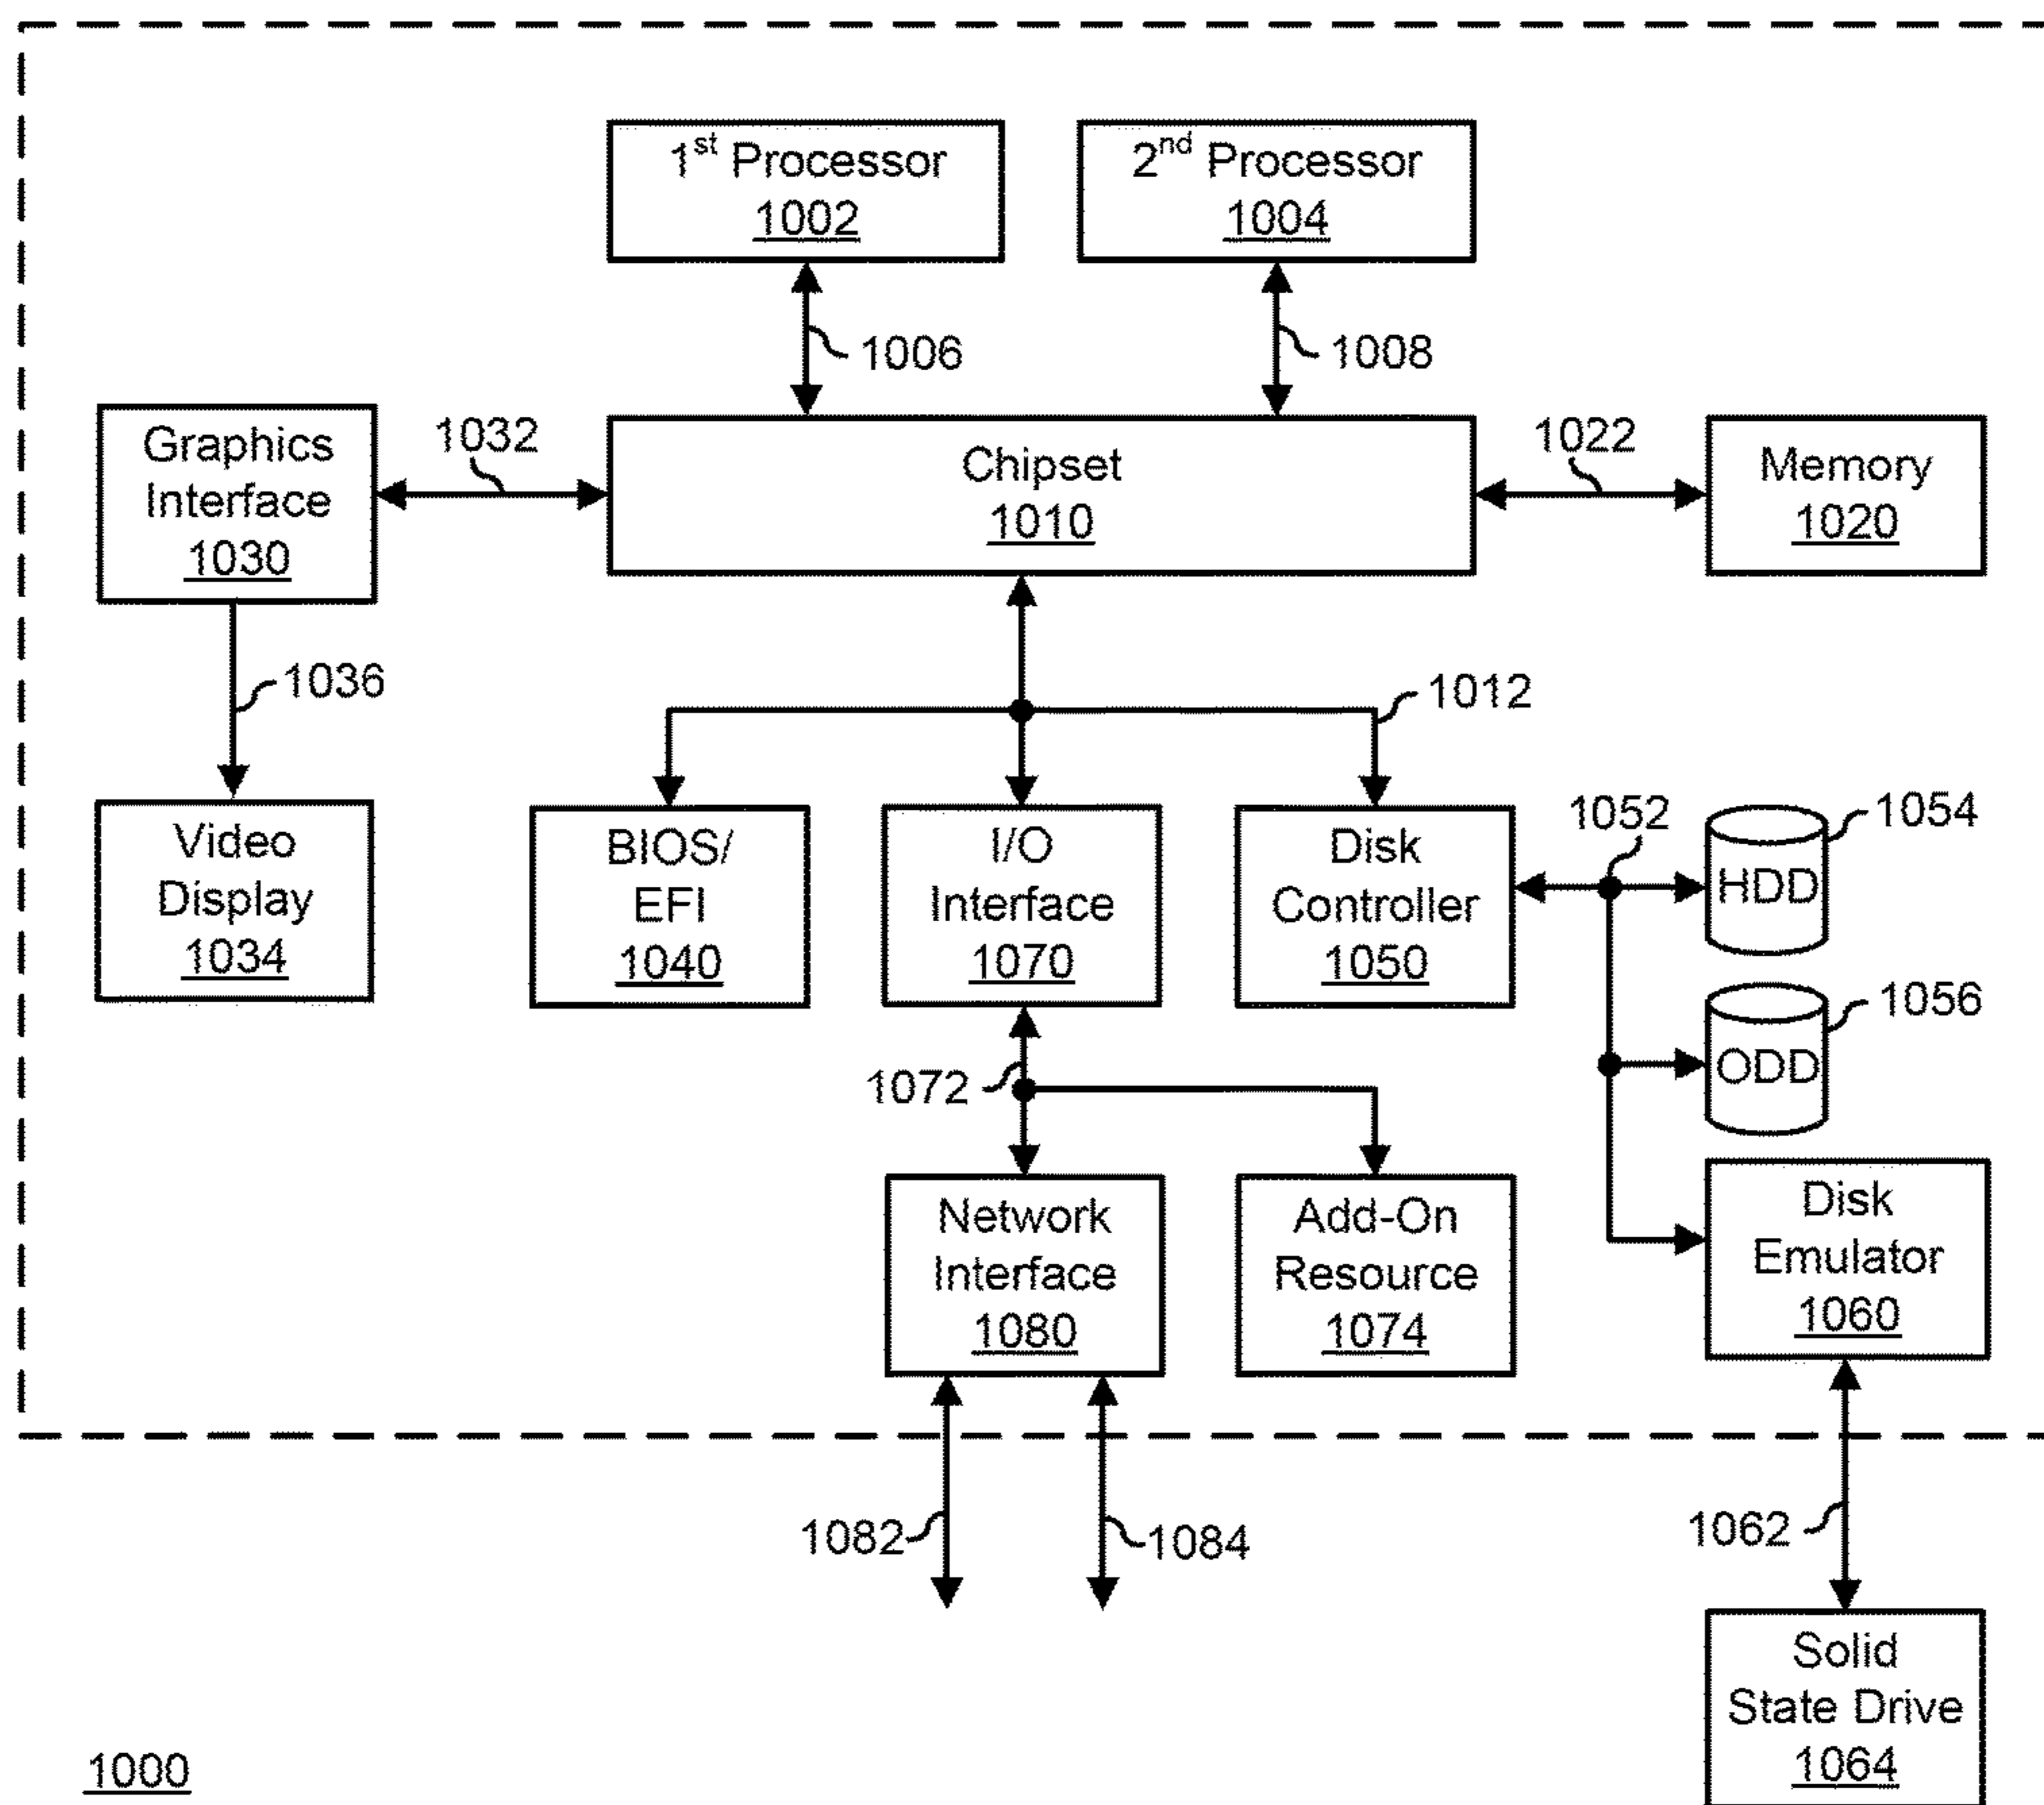 1st Processor
1002
2nd Processor
1004
1006
1008
Graphics
Interface
1030
1032
Chipset
1010
1022
Memory
1020
1036
1012
Video
Display
1034
BIOS/
EFI
1040
I/O
Interface
1070
Disk
Controller
1050
1052
HDD
1054
ODD
1056
1072
Network
Interface
1080
Add-On
Resource
1074
Disk
Emulator
1060
1082
1084
1062
Solid
State Drive
1064
1000